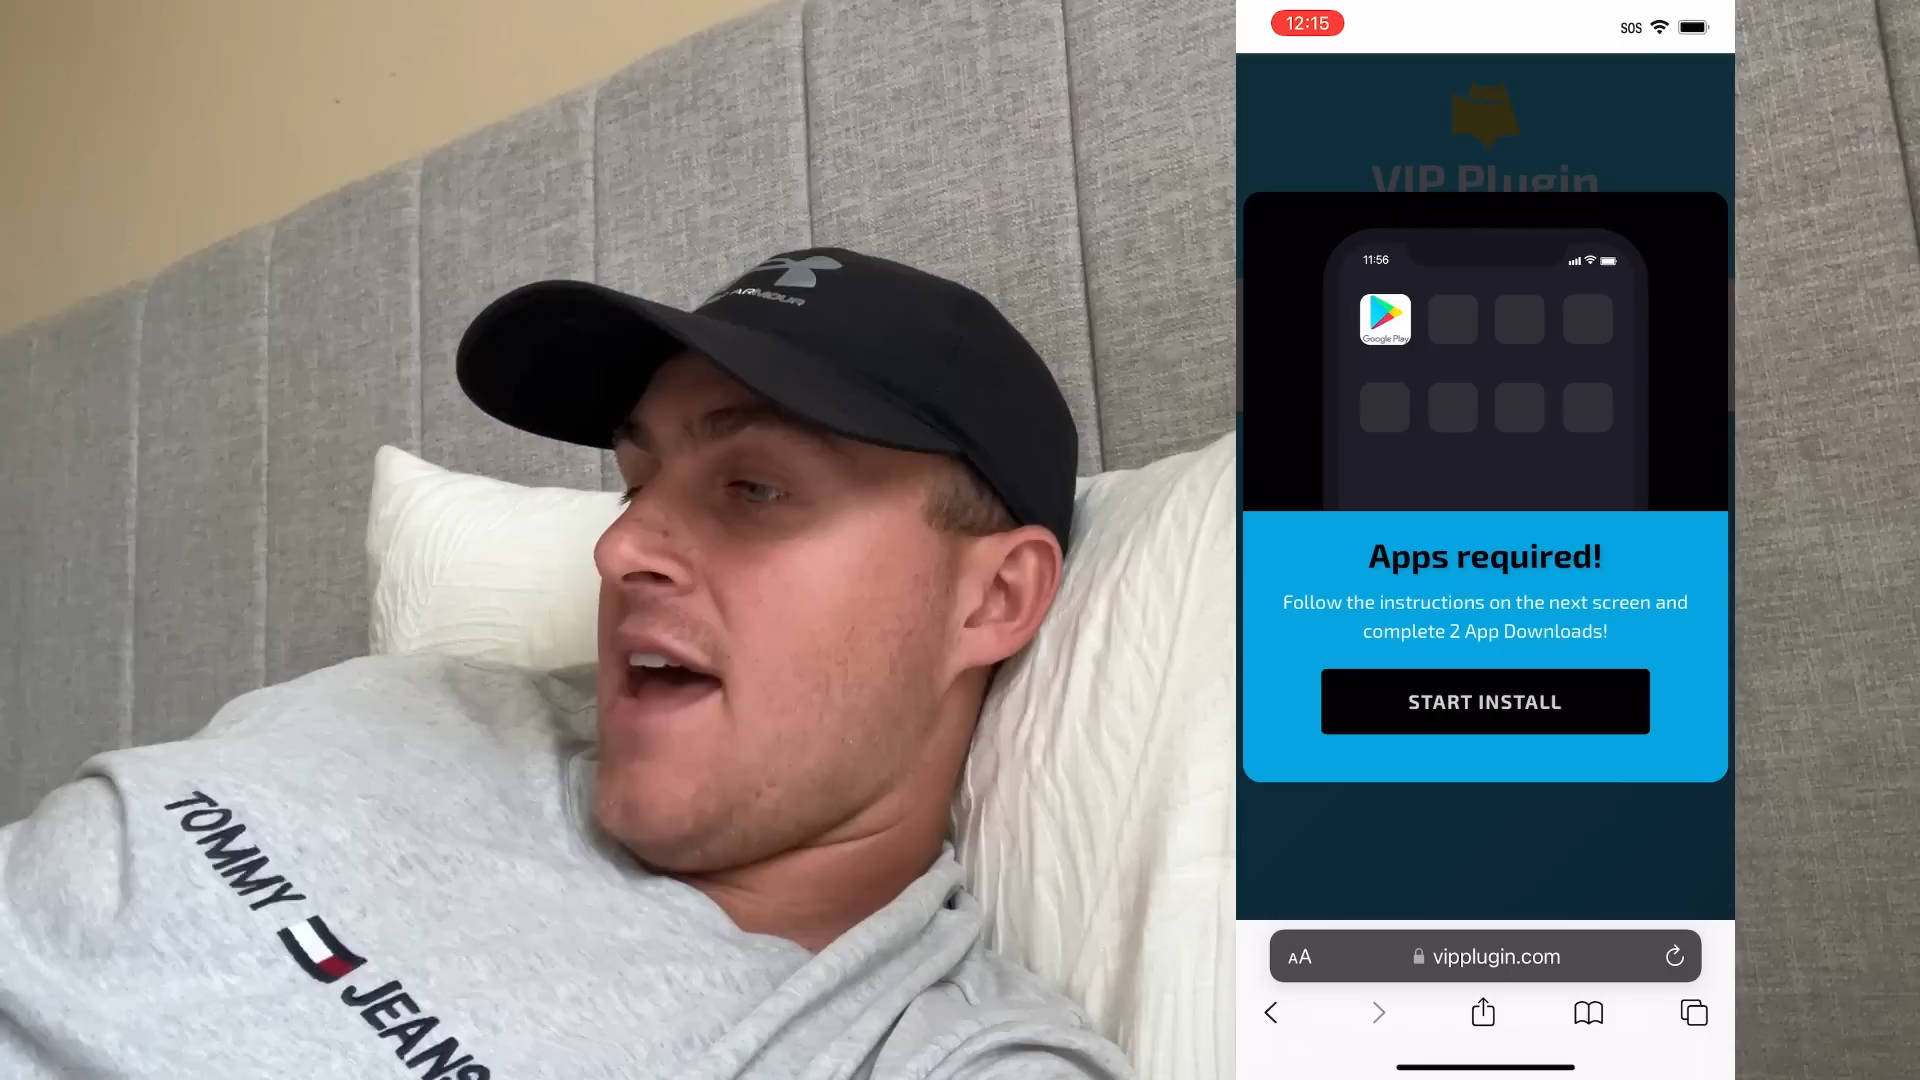 ARMOUR
TOMMY
JEANS
12:15
SOS
VIP Plugin
11:56
Google Play
Apps required!
Follow the instructions on the next screen and
complete 2 App Downloads!
START INSTALL
AA
vipplugin.com